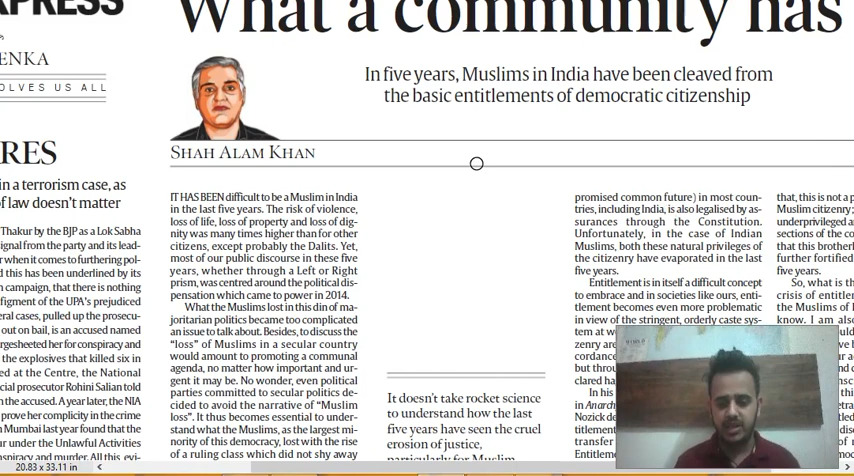 EXPRESS
ENKA
OLVES US ALL
RES
in a terrorism case, as
of law doesn't matter
Thakur by the BJP as a Lok Sabha
signal from the party and its lead-
r when it comes to furthering pol-
d this has been underlined by its
n campaign, that there is nothing
figment of the UPA's prejudiced
eral cases, pulled up the prosecu-
out on bail, is an accused named
argesheeted her for conspiracy and
the explosives that killed six in
ed at the Centre, the National
cial prosecutor Rohini Salian told
n the accused. A year later, the NIA
prove her complicity in the crime
n Mumbai last year found that the
ur under the Unlawful Activities
nspiracy and murder. All this evi-
What a community has
In five years, Muslims in India have been cleaved from
the basic entitlements of democratic citizenship
SHAH ALAM KHAN
IT HAS BEEN difficult to be a Muslim in India
in the last five years. The risk of violence,
loss of life, loss of property and loss of dig-
nity was many times higher than for other
citizens, except probably the Dalits. Yet,
most of our public discourse in these five
years, whether through a Left or Right
prism, was centred around the political dis-
pensation which came to power in 2014.
What the Muslims lost in this din of ma-
joritarian politics became too complicated
an issue to talk about. Besides, to discuss the
"loss" of Muslims in a secular country
would amount to promoting a communal
agenda, no matter how important and ur-
gent it may be. No wonder, even political
parties committed to secular politics de-
cided to avoid the narrative of "Muslim
loss". It thus becomes essential to under-
stand what the Muslims, as the largest mi-
nority of this democracy, lost with the rise
of a ruling class which did not shy away
It doesn't take rocket science
to understand how the last
five years have seen the cruel
erosion of justice,
particularly for Muslim
promised common future) in most coun-
tries, including India, is also legalised by as-
surances through the Constitution.
Unfortunately, in the case of Indian
Muslims, both these natural privileges of
the citizenry have evaporated in the last
five years.
Entitlement is in itself a difficult concept
to embrace and in societies like ours, enti-
tlement becomes even more problematic
in view of the stringent, orderly caste sys-
tem at w
zenry are
cordance
but throu
clared ha
In his
in Anarch
Nozick de
titlement
transfer
Entitleme
that, this is not a p
Muslim citizenry;
underprivileged a
sections of the co
that this brotherl
further fortified
five years.
So, what is th
crisis of entitler
the Muslims of I
know. I am als
20.83 x 33.11 in